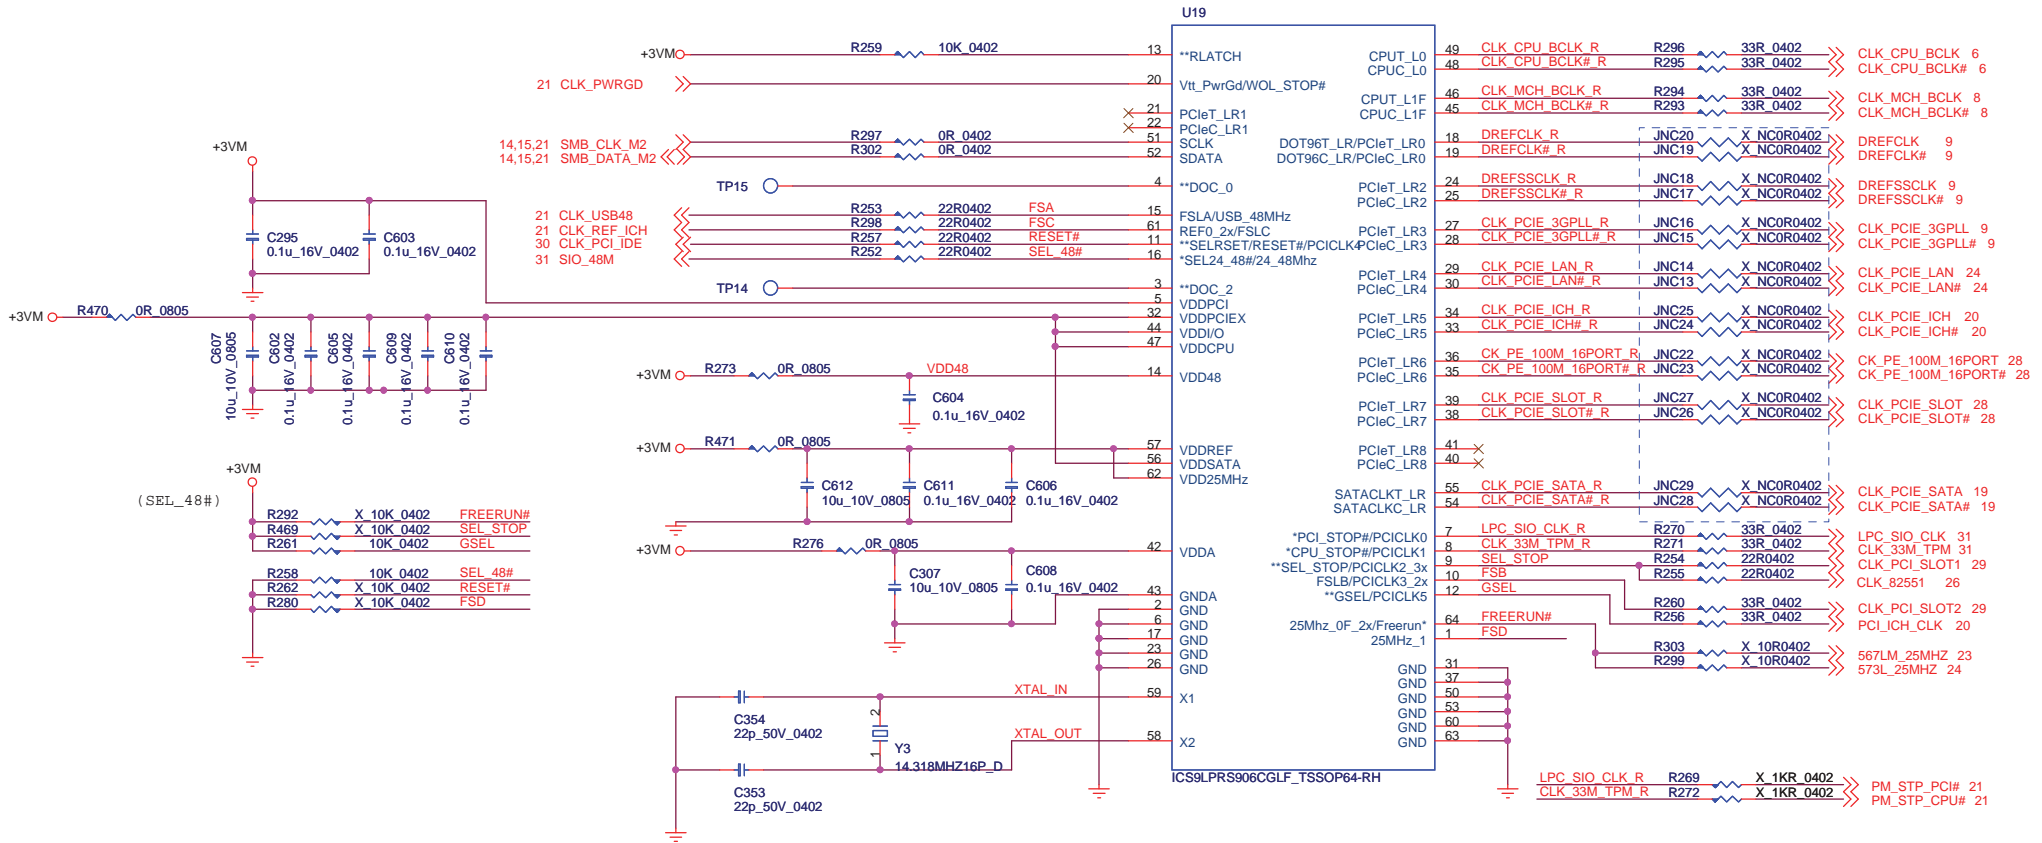 U19
+3VM R259 10K_0402 13 **RLATCH CPUT_L0 49 CLK_CPU_BCLK_R R296 33R_0402 CLK_CPU_BCLK 6
CPUC_L0 48 CLK_CPU_BCLK#_R R295 33R_0402 CLK_CPU_BCLK# 6
21 CLK_PWRGD 20 Vtt_PwrGd/WOL_STOP#
CPUT_L1F 46 CLK_MCH_BCLK_R R294 33R_0402 CLK_MCH_BCLK 8
21 PCIeT_LR1 CPUC_L1F 45 CLK_MCH_BCLK#_R R293 33R_0402 CLK_MCH_BCLK# 8
22 PCIeC_LR1
14,15,21 SMB_CLK_M2 R297 0R_0402 51 SCLK DOT96T_LR/PCIeT_LR0 18 DREFCLK_R JNC20 X_NC0R0402 DREFCLK 9
14,15,21 SMB_DATA_M2 R302 0R_0402 52 SDATA DOT96C_LR/PCIeC_LR0 19 DREFCLK#_R JNC19 X_NC0R0402 DREFCLK# 9
TP15 4 **DOC_0 PCIeT_LR2 24 DREFSSCLK_R JNC18 X_NC0R0402 DREFSSCLK 9
PCIeC_LR2 25 DREFSSCLK#_R JNC17 X_NC0R0402 DREFSSCLK# 9
21 CLK_USB48 R253 22R0402 FSA 15 FSLA/USB_48MHz
21 CLK_REF_ICH R298 22R0402 FSC 61 REF0_2x/FSLC PCIeT_LR3 27 CLK_PCIE_3GPLL_R JNC16 X_NC0R0402 CLK_PCIE_3GPLL 9
30 CLK_PCI_IDE R257 22R0402 RESET# 11 **SELRSET/RESET#/PCICLK4 PCIeC_LR3 28 CLK_PCIE_3GPLL#_R JNC15 X_NC0R0402 CLK_PCIE_3GPLL# 9
31 SIO_48M R252 22R0402 SEL_48# 16 *SEL24_48#/24_48Mhz
PCIeT_LR4 29 CLK_PCIE_LAN_R JNC14 X_NC0R0402 CLK_PCIE_LAN 24
TP14 3 **DOC_2 PCIeC_LR4 30 CLK_PCIE_LAN#_R JNC13 X_NC0R0402 CLK_PCIE_LAN# 24
+3VM
C295 0.1u_16V_0402
C603 0.1u_16V_0402
5 VDDPCI
+3VM R470 0R_0805 32 VDDPCIEX PCIeT_LR5 34 CLK_PCIE_ICH_R JNC25 X_NC0R0402 CLK_PCIE_ICH 20
44 VDDI/O PCIeC_LR5 33 CLK_PCIE_ICH#_R JNC24 X_NC0R0402 CLK_PCIE_ICH# 20
47 VDDCPU
C607 10u_10V_0805
C602 0.1u_16V_0402
C605 0.1u_16V_0402
C609 0.1u_16V_0402
C610 0.1u_16V_0402
PCIeT_LR6 36 CK_PE_100M_16PORT_R JNC22 X_NC0R0402 CK_PE_100M_16PORT 28
+3VM R273 0R_0805 VDD48 14 VDD48 PCIeC_LR6 35 CK_PE_100M_16PORT#_R JNC23 X_NC0R0402 CK_PE_100M_16PORT# 28
C604 0.1u_16V_0402
PCIeT_LR7 39 CLK_PCIE_SLOT_R JNC27 X_NC0R0402 CLK_PCIE_SLOT 28
PCIeC_LR7 38 CLK_PCIE_SLOT#_R JNC26 X_NC0R0402 CLK_PCIE_SLOT# 28
+3VM R471 0R_0805 57 VDDREF PCIeT_LR8 41
56 VDDSATA PCIeC_LR8 40
62 VDD25MHz
C612 10u_10V_0805
C611 0.1u_16V_0402
C606 0.1u_16V_0402
SATACLKT_LR 55 CLK_PCIE_SATA_R JNC29 X_NC0R0402 CLK_PCIE_SATA 19
SATACLKC_LR 54 CLK_PCIE_SATA#_R JNC28 X_NC0R0402 CLK_PCIE_SATA# 19
+3VM
(SEL_48#)
R292 X_10K_0402 FREERUN#
R469 X_10K_0402 SEL_STOP
R261 10K_0402 GSEL
R258 10K_0402 SEL_48#
R262 X_10K_0402 RESET#
R280 X_10K_0402 FSD
*PCI_STOP#/PCICLK0 7 LPC_SIO_CLK_R R270 33R_0402 LPC_SIO_CLK 31
+3VM R276 0R_0805 42 VDDA *CPU_STOP#/PCICLK1 8 CLK_33M_TPM_R R271 33R_0402 CLK_33M_TPM 31
**SEL_STOP/PCICLK2_3x 9 SEL_STOP R254 22R0402 CLK_PCI_SLOT1 29
FSLB/PCICLK3_2x 10 FSB R255 22R0402 CLK_82551 26
C307 10u_10V_0805
C608 0.1u_16V_0402
43 GNDA **GSEL/PCICLK5 12 GSEL
2 GND R260 33R_0402 CLK_PCI_SLOT2 29
6 GND 25Mhz_0F_2x/Freerun* 64 FREERUN# R256 33R_0402 PCI_ICH_CLK 20
17 GND 25MHz_1 1 FSD
23 GND R303 X_10R0402 567LM_25MHZ 23
26 GND GND 31 R299 X_10R0402 573L_25MHZ 24
GND 37
XTAL_IN 59 X1 GND 50
C354 22p_50V_0402
GND 53
GND 60
XTAL_OUT 58 X2 GND 63
2
1
Y3
14.318MHZ16P_D
C353 22p_50V_0402
ICS9LPRS906CGLF_TSSOP64-RH
LPC_SIO_CLK_R R269 X_1KR_0402 PM_STP_PCI# 21
CLK_33M_TPM_R R272 X_1KR_0402 PM_STP_CPU# 21